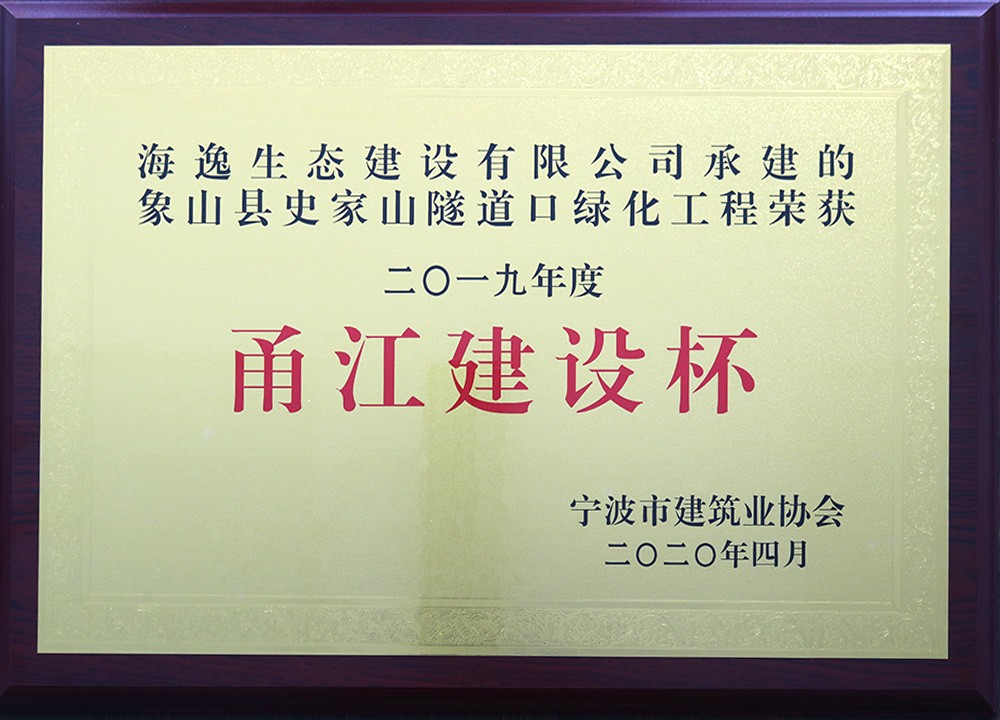 海逸生态建设有限公司承建的
象山县史家山隧道口绿化工程荣获
二〇一九年度
甬江建设杯
宁波市建筑业协会
二〇二〇年四月